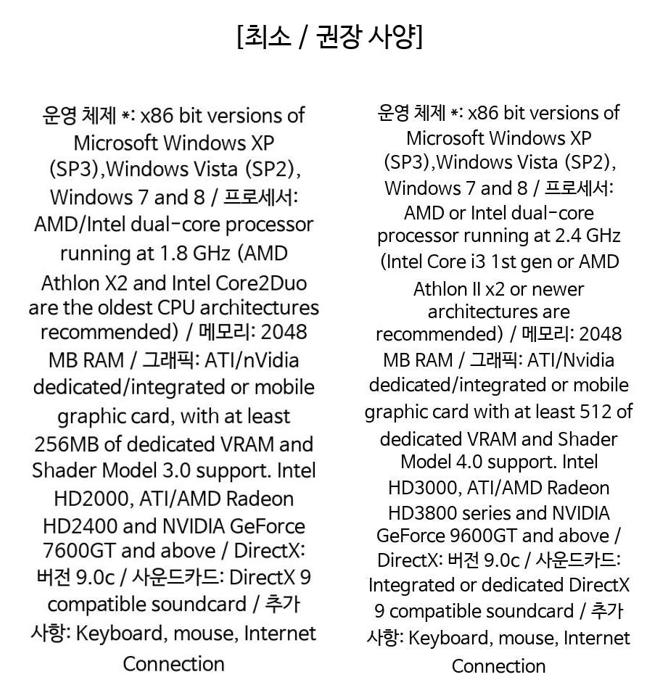 [최소 / 권장 사양]
운영 체제 *: x86 bit versions of
Microsoft Windows XP
(SP3),Windows Vista (SP2),
Windows 7 and 8 / 프로세서:
AMD/Intel dual-core processor
running at 1.8 GHz (AMD
Athlon X2 and Intel Core2Duo
are the oldest CPU architectures
recommended) / 메모리: 2048
MB RAM / 그래픽: ATI/nVidia
dedicated/integrated or mobile
graphic card, with at least
256MB of dedicated VRAM and
Shader Model 3.0 support. Intel
HD2000, ATI/AMD Radeon
HD2400 and NVIDIA GeForce
7600GT and above / DirectX:
버전 9.0c / 사운드카드: DirectX 9
compatible soundcard / 추가
사항: Keyboard, mouse, Internet
Connection
운영 체제 *: x86 bit versions of
Microsoft Windows XP
(SP3),Windows Vista (SP2),
Windows 7 and 8 / 프로세서:
AMD or Intel dual-core
processor running at 2.4 GHz
(Intel Core i3 1st gen or AMD
Athlon II x2 or newer
architectures are
recommended) / 메모리: 2048
MB RAM / 그래픽: ATI/Nvidia
dedicated/integrated or mobile
graphic card with at least 512 of
dedicated VRAM and Shader
Model 4.0 support. Intel
HD3000, ATI/AMD Radeon
HD3800 series and NVIDIA
GeForce 9600GT and above /
DirectX: 버전 9.0c / 사운드카드:
Integrated or dedicated DirectX
9 compatible soundcard / 추가
사항: Keyboard, mouse, Internet
Connection